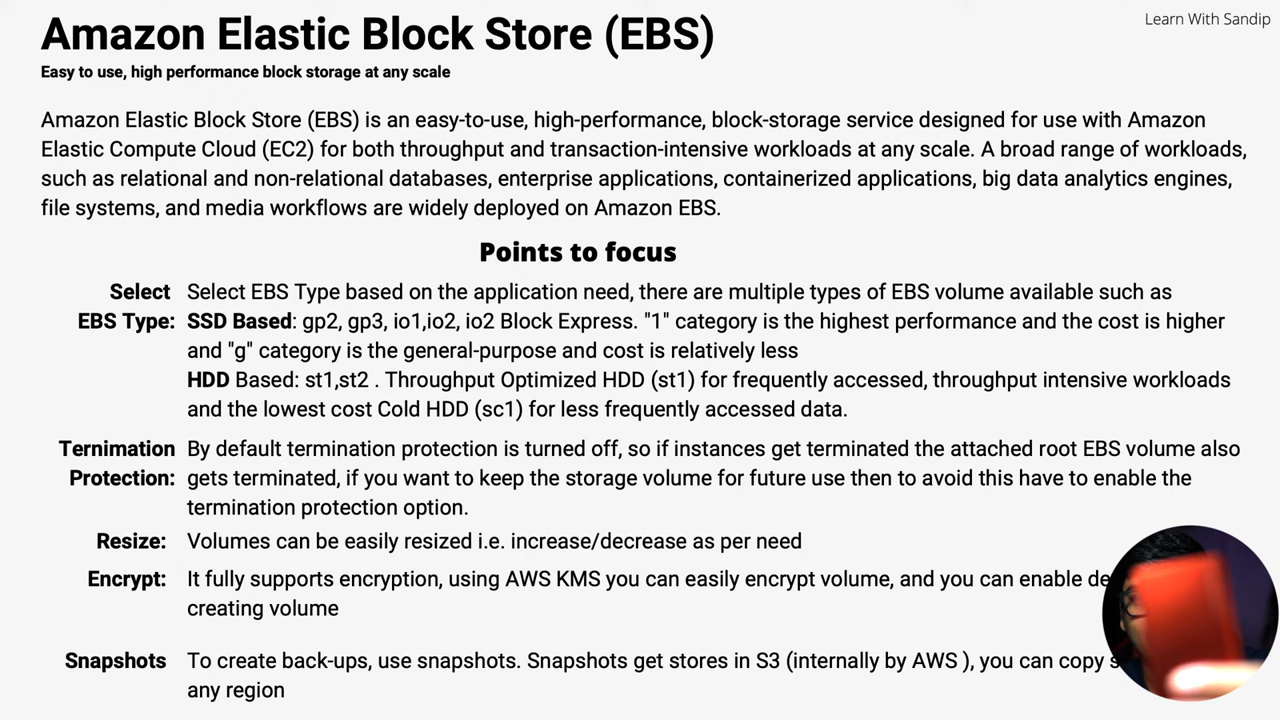 Learn With Sandip
Amazon Elastic Block Store (EBS)
Easy to use, high performance block storage at any scale
Amazon Elastic Block Store (EBS) is an easy-to-use, high-performance, block-storage service designed for use with Amazon
Elastic Compute Cloud (EC2) for both throughput and transaction-intensive workloads at any scale. A broad range of workloads,
such as relational and non-relational databases, enterprise applications, containerized applications, big data analytics engines,
file systems, and media workflows are widely deployed on Amazon EBS.
Points to focus
Select Select EBS Type based on the application need, there are multiple types of EBS volume available such as
EBS Type: SSD Based: gp2, gp3, io1,io2, io2 Block Express. "1" category is the highest performance and the cost is higher
and "g" category is the general-purpose and cost is relatively less
HDD Based: st1,st2 . Throughput Optimized HDD (st1) for frequently accessed, throughput intensive workloads
and the lowest cost Cold HDD (sc1) for less frequently accessed data.
Ternimation By default termination protection is turned off, so if instances get terminated the attached root EBS volume also
Protection: gets terminated, if you want to keep the storage volume for future use then to avoid this have to enable the
termination protection option.
Resize: Volumes can be easily resized i.e. increase/decrease as per need
Encrypt: It fully supports encryption, using AWS KMS you can easily encrypt volume, and you can enable
creating volume
Snapshots To create back-ups, use snapshots. Snapshots get stores in S3 (internally by AWS ), you can copy
any region